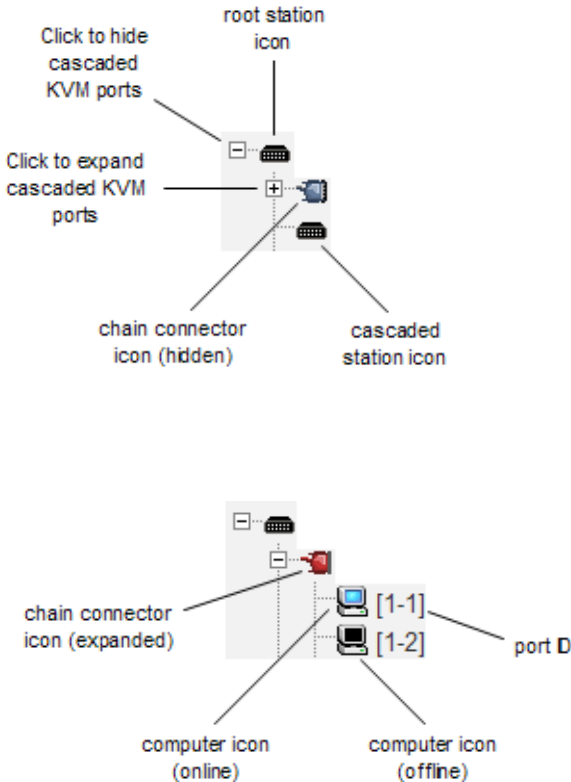 root station
icon
Click to hide
cascaded
KVM ports
Click to expand
cascaded KVM
ports
chain connector
icon (hidden)
cascaded
station icon
chain connector
icon (expanded)
[1-1]
[1-2]
port D
computer icon
(online)
computer icon
(offline)